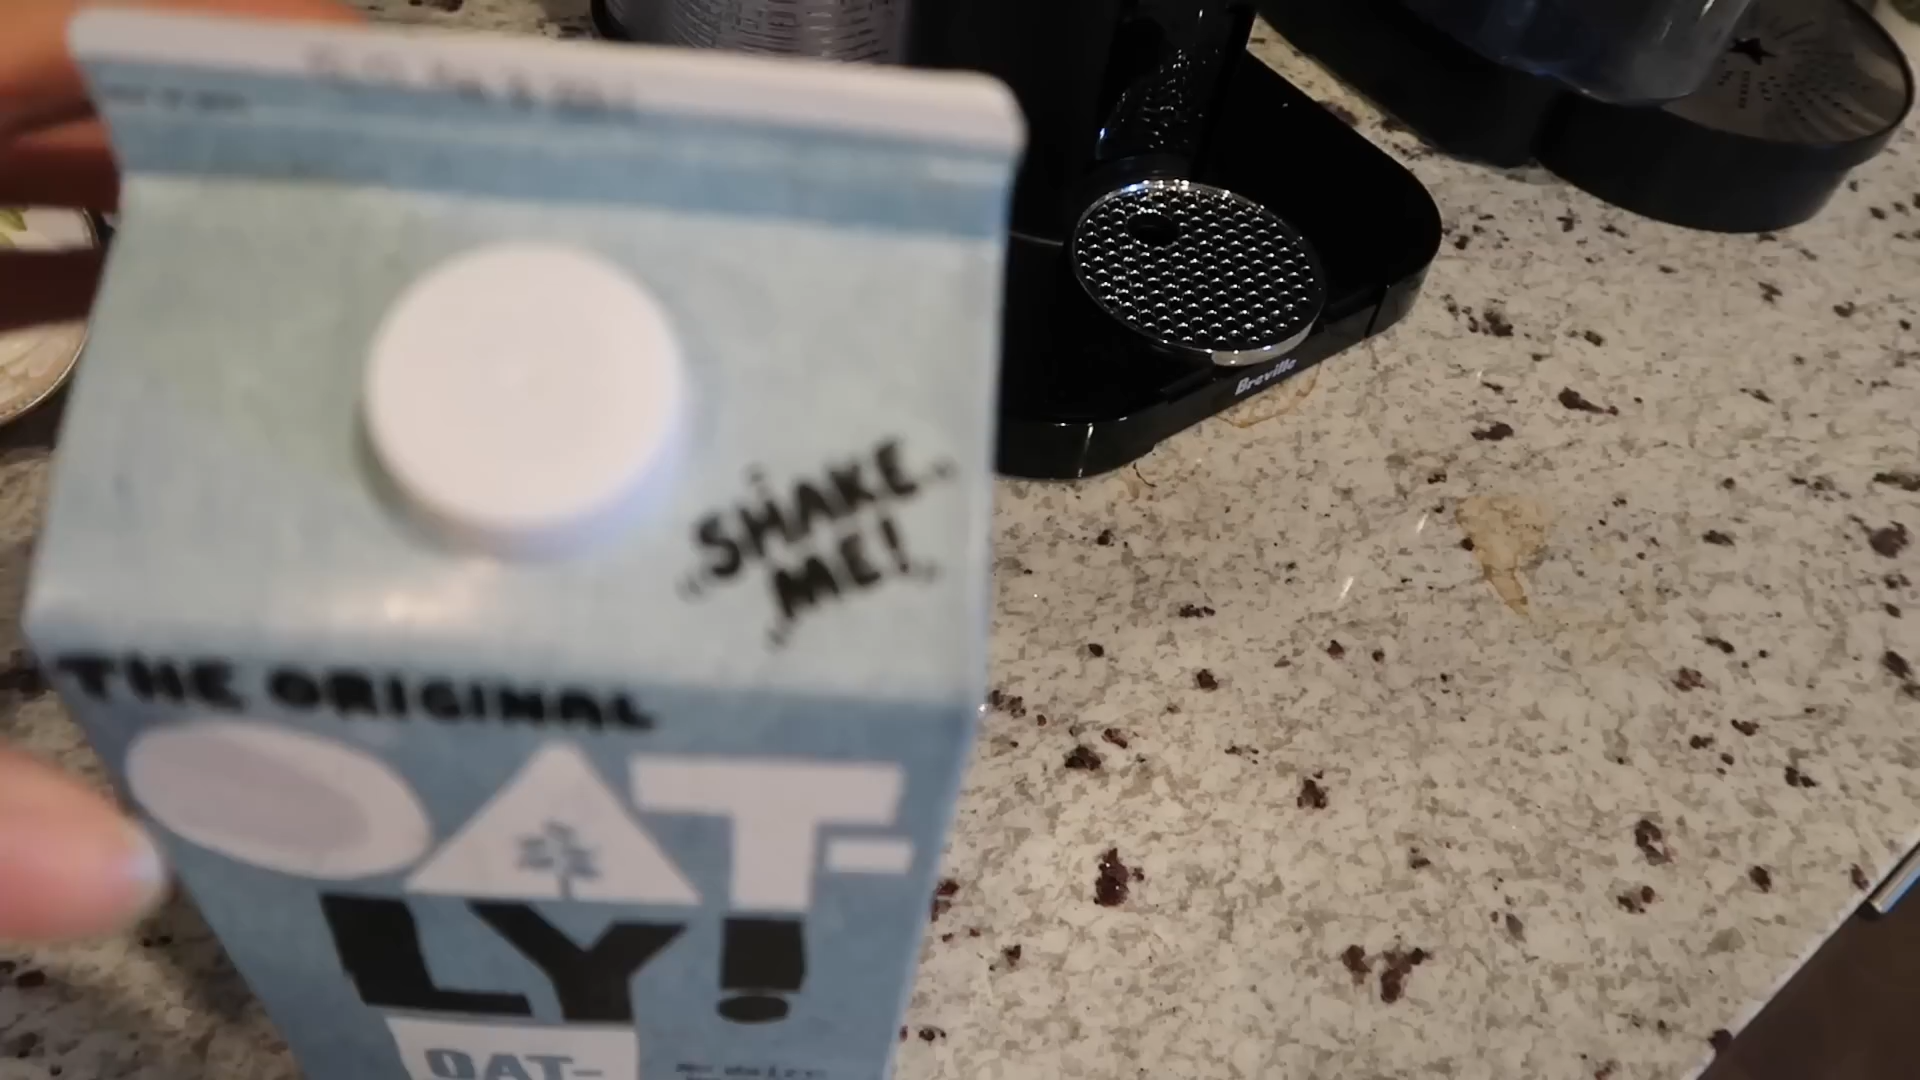 SHAKE
ME!
THE ORIGINAL
OAT-
LY!
OAT-
Breville